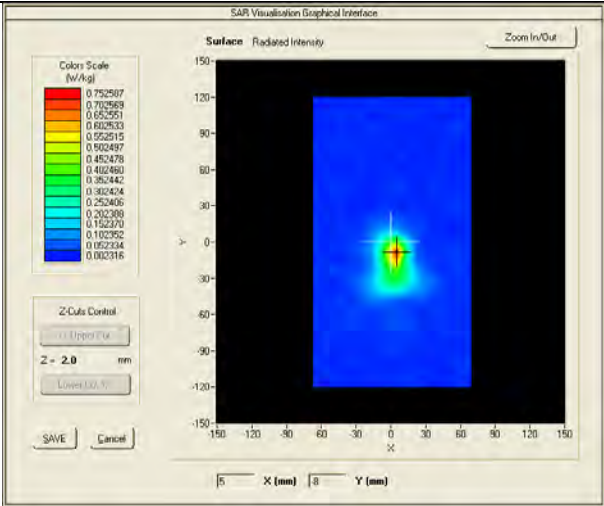 SAR Visualisation Graphical Interface
Surface Radiated Intensity
Zoom In/Out
Colors Scale
(W/kg)
0.752587
0.702569
0.652551
0.602533
0.552515
0.502497
0.452478
0.402460
0.352442
0.302424
0.252406
0.202388
0.152370
0.102352
0.052334
0.002316
150-
120-
90-
60-
30-
0-
-30-
-60-
-90-
-120-
-150-
Y
-150 -120 -90 -60 -30 0 30 60 90 120 150
X
Z-Cuts Control
Z = 2.0 mm
SAVE
Cancel
5 X (mm) -8 Y (mm)